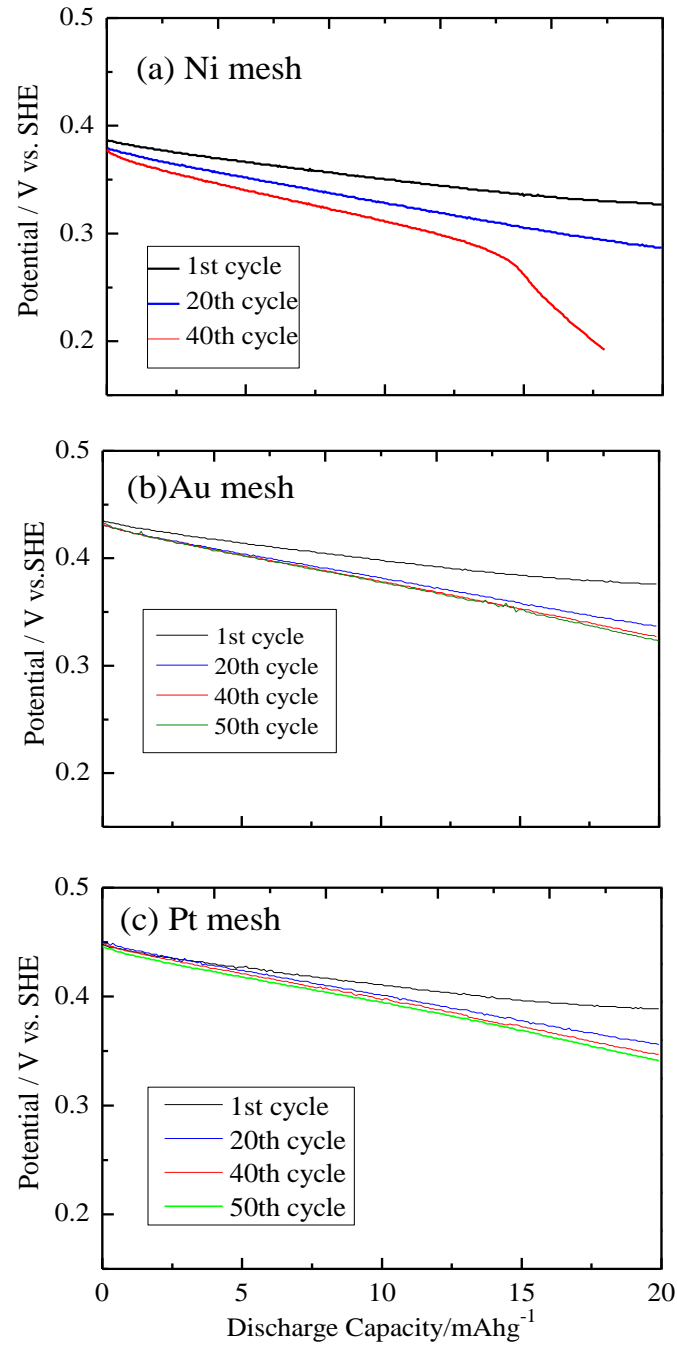 0.5
(a) Ni mesh
0.4
Potential / V vs. SHE
0.3
1st cycle
20th cycle
40th cycle
0.2
0.5
(b)Au mesh
0.4
Potential / V vs.SHE
1st cycle
0.3
20th cycle
40th cycle
50th cycle
0.2
0.5
(c) Pt mesh
0.4
Potential / V vs. SHE
0.3
1st cycle
20th cycle
40th cycle
50th cycle
0.2
0 5 10 15 20
Discharge Capacity/mAhg⁻¹